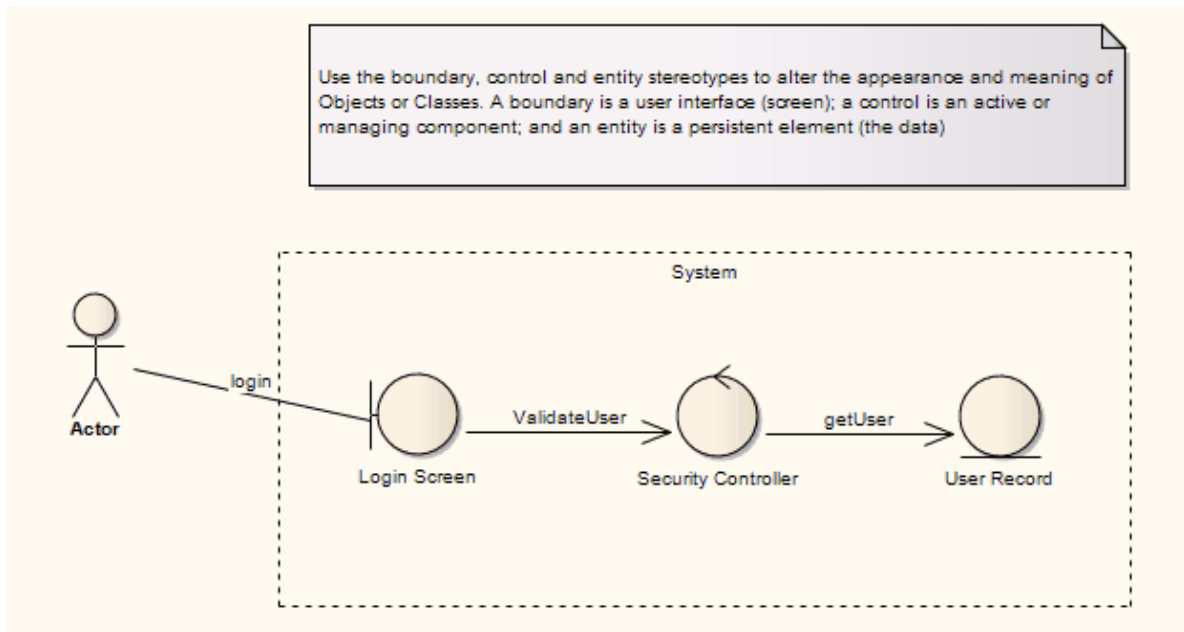 Use the boundary, control and entity stereotypes to alter the appearance and meaning of
Objects or Classes. A boundary is a user interface (screen); a control is an active or
managing component; and an entity is a persistent element (the data)
System
login
ValidateUser
getUser
Actor
Login Screen
Security Controller
User Record